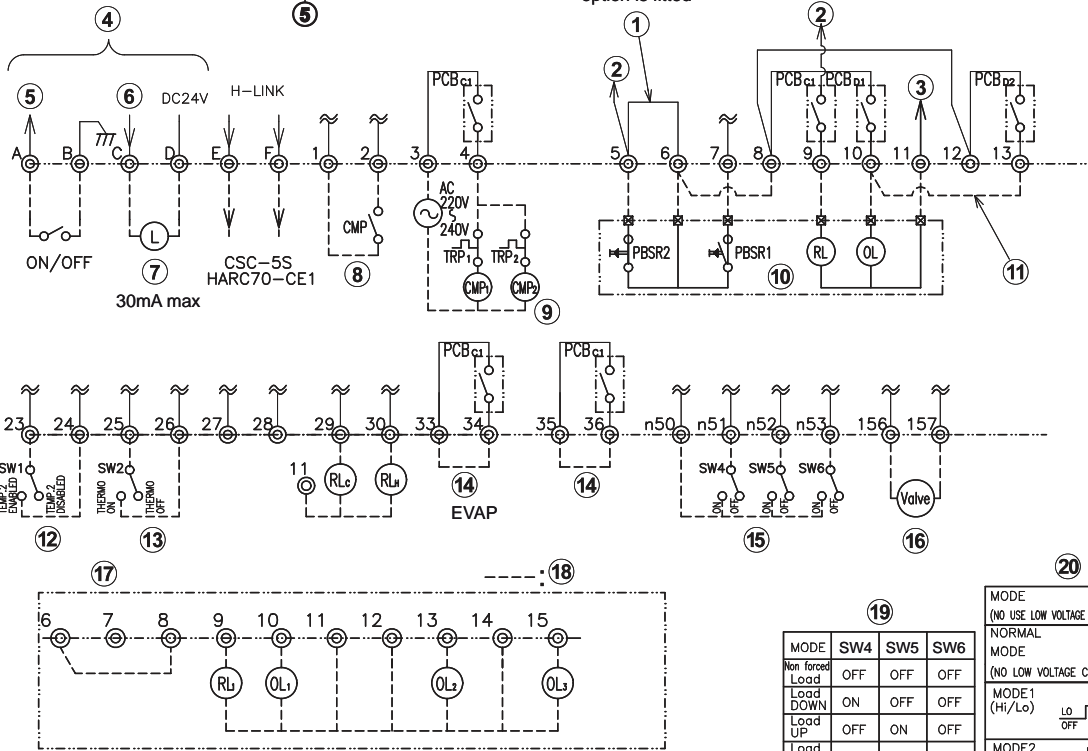 option is fitted
4
5
1
2
2
5
6
DC24V
H-LINK
PCBC1
PCBC1
PCBD1
3
PCBD2
A
B
C
D
E
F
1
2
3
4
5
6
7
8
9
10
11
12
13
AC
220V
240V
ON/OFF
L
7
30mA max
CSC-5S
HARC70-CE1
CMP
8
TRP1
TRP2
CMP1
CMP2
9
PBSR2
PBSR1
RL
OL
10
11
PCBC1
PCBC1
23
24
25
26
27
28
29
30
33
34
35
36
n50
n51
n52
n53
156
157
SW1
TEMP.2
ENABLED
TEMP.2
DISABLED
SW2
THERMO
ON
THERMO
OFF
11
RLC
RLH
SW4
SW5
SW6
ON
OFF
ON
OFF
ON
OFF
Valve
12
13
14
EVAP
14
15
16
17
18
6
7
8
9
10
11
12
13
14
15
RL1
OL1
OL2
OL3
19
MODE SW4 SW5 SW6
Non forced
Load OFF OFF OFF
Load
DOWN ON OFF OFF
Load
UP OFF ON OFF
Load
20
MODE
(NO USE LOW VOLTAGE
NORMAL
MODE
(NO LOW VOLTAGE C
MODE1
(Hi/Lo)
LO
OFF
MODE2